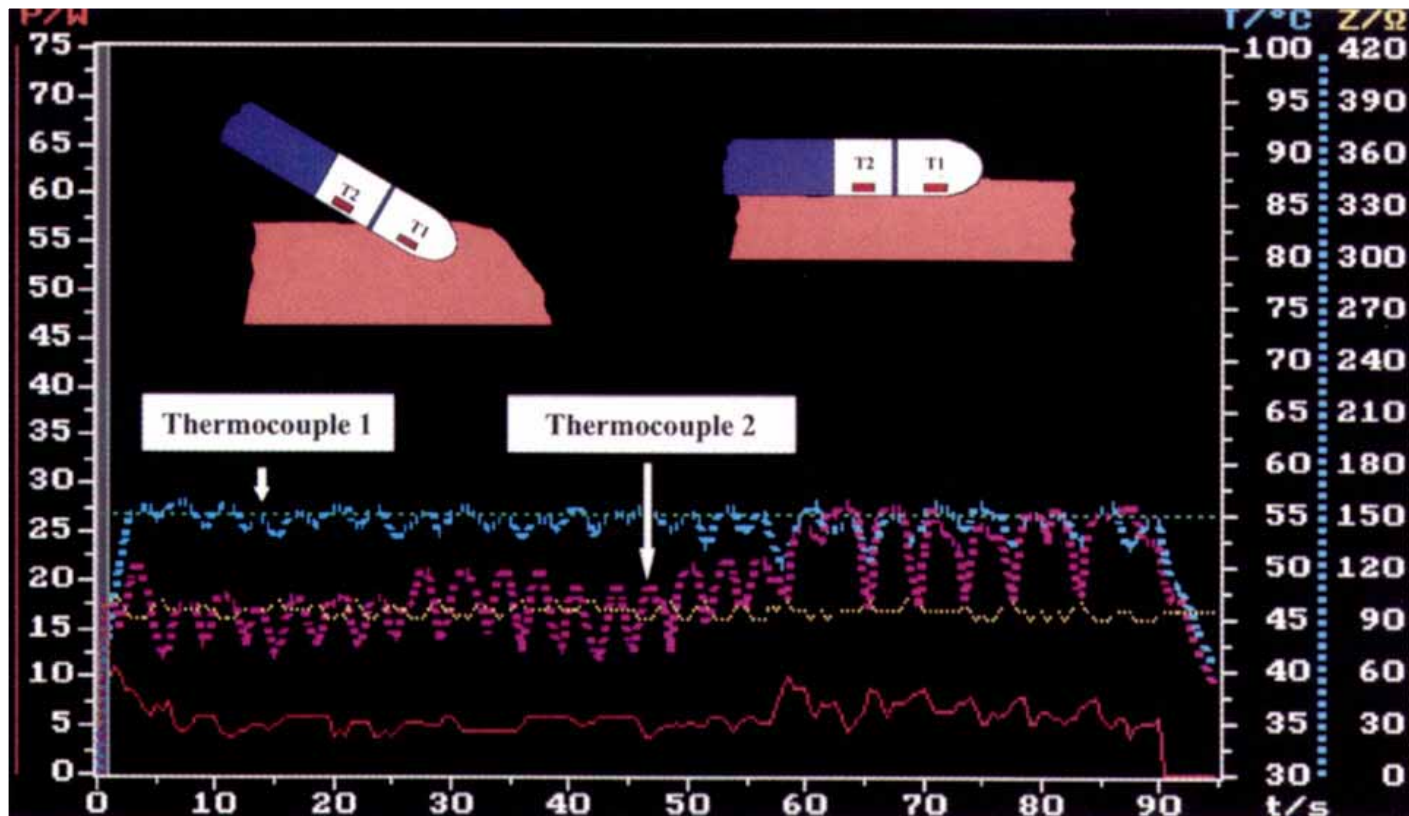 P/W T/°C Z/Ω
75 100 420
70 95 390
65 90 360
60 85 330
55 80 300
50 75 270
45 70 240
40 65 210
35 60 180
30 55 150
25 50 120
20 45 90
15 40 60
10 35 30
5 30 0
0
T2
T1
T2 T1
Thermocouple 1
Thermocouple 2
0 10 20 30 40 50 60 70 80 90 t/s